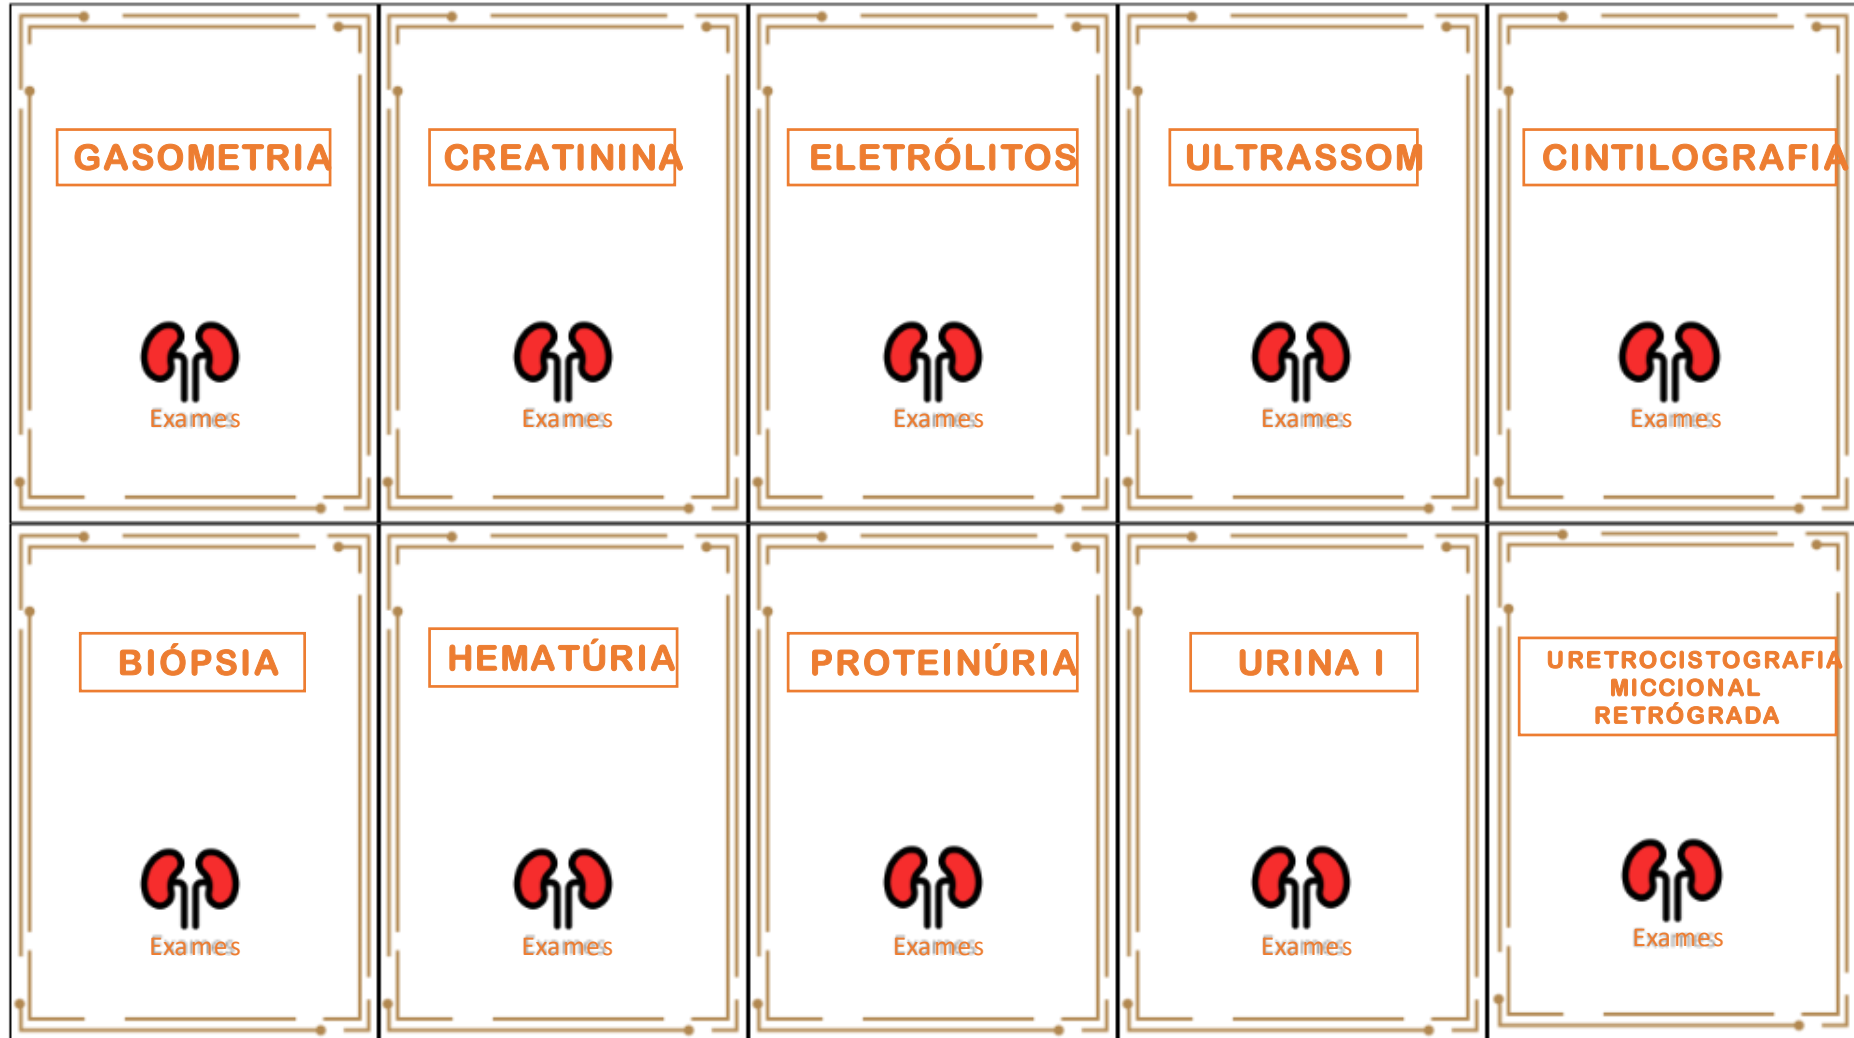 GASOMETRIA
CREATININA
ELETRÓLITOS
ULTRASSOM
CINTILOGRAFIA
Exames
Exames
Exames
Exames
Exames
BIÓPSIA
HEMATÚRIA
PROTEINÚRIA
URINA I
URETROCISTOGRAFIA
MICCIONAL
RETRÓGRADA
Exames
Exames
Exames
Exames
Exames